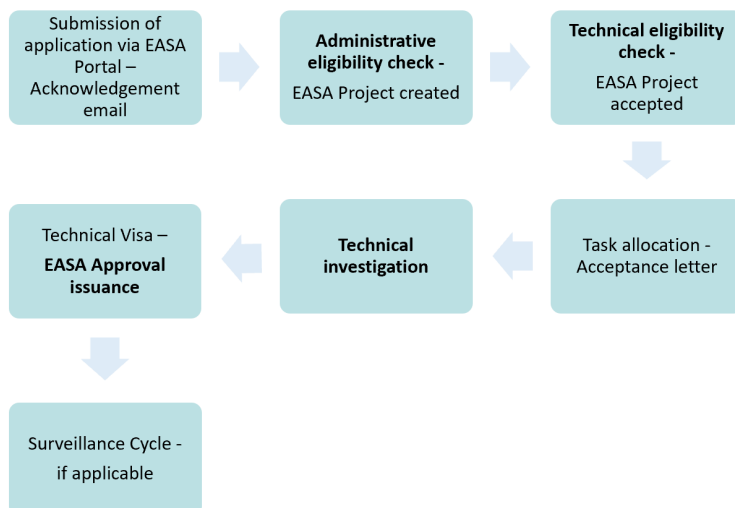 Submission of
application via EASA
Portal –
Acknowledgement
email
Administrative
eligibility check -
EASA Project created
Technical eligibility
check -
EASA Project
accepted
Task allocation -
Acceptance letter
Technical
investigation
Technical Visa –
EASA Approval
issuance
Surveillance Cycle -
if applicable